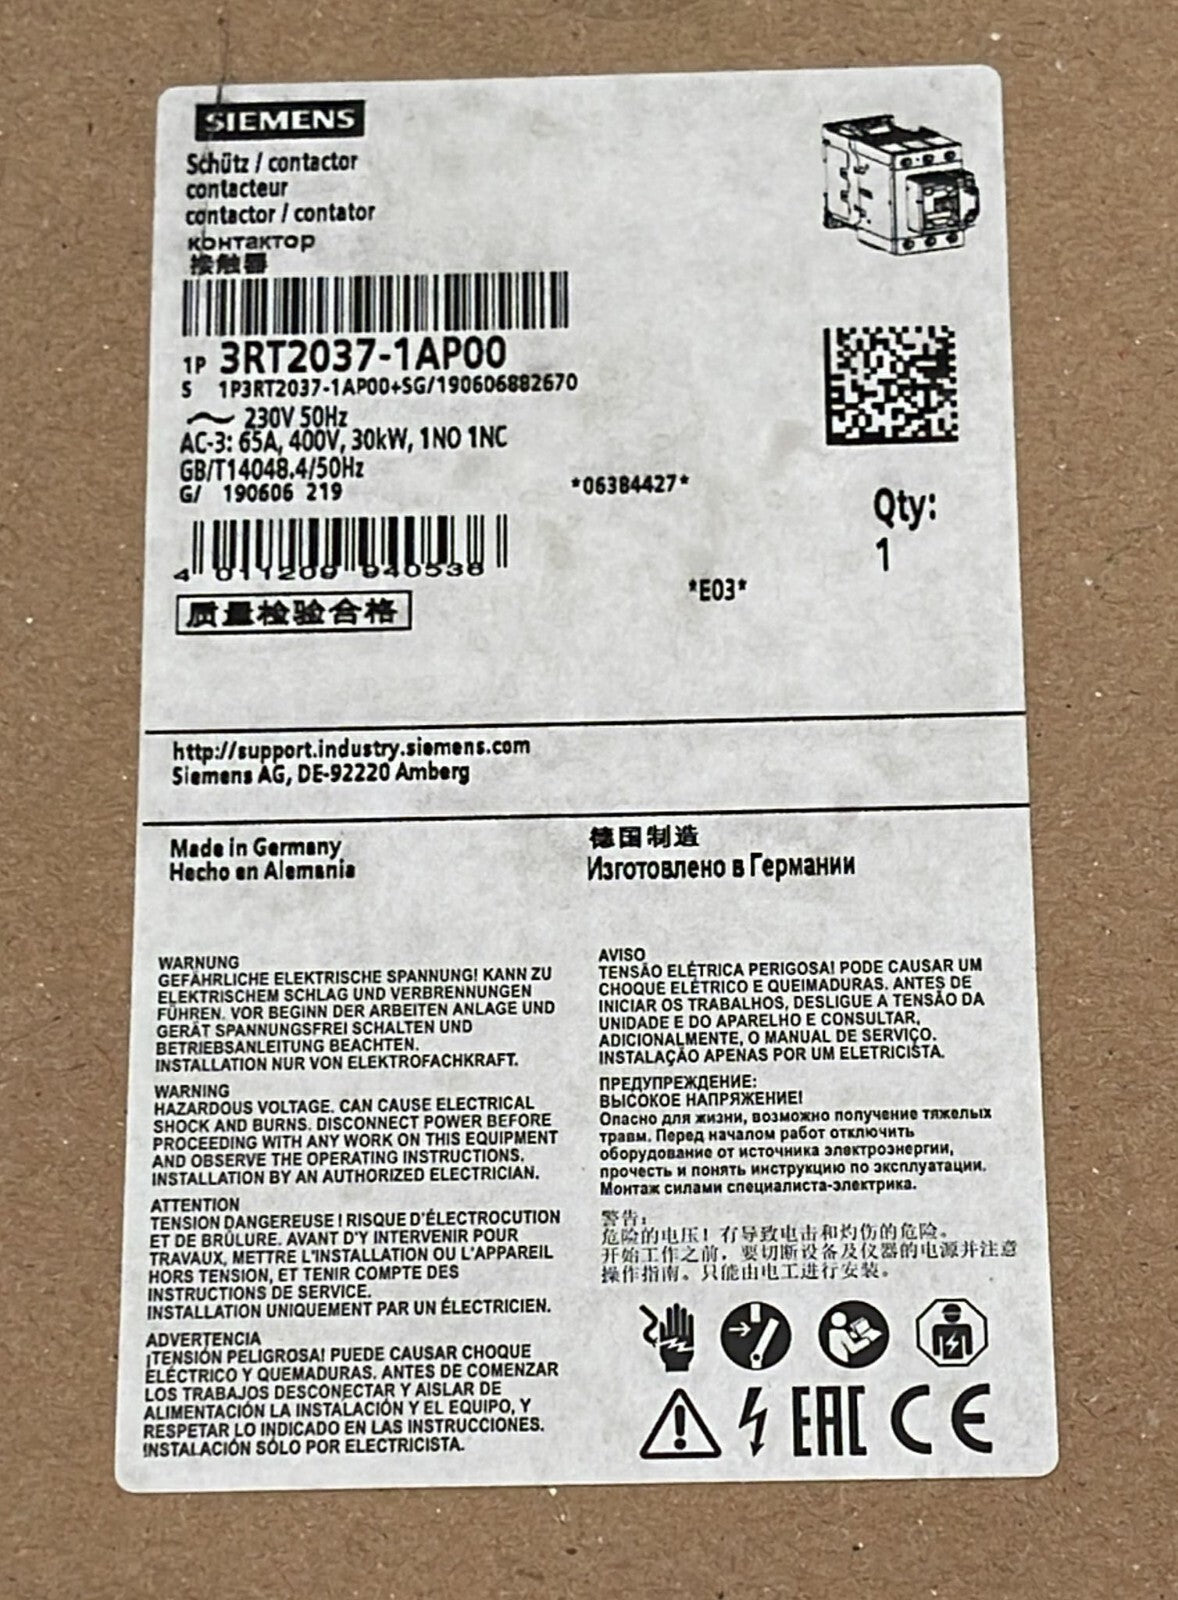 SIEMENS
Schütz / contactor
contacteur
contactor / contator
контактор
接触器
1P 3RT2037-1AP00
S 1P3RT2037-1AP00+SG/190606882670
~ 230V 50Hz
AC-3: 65A, 400V, 30kW, 1NO 1NC
GB/T14048.4/50Hz
G/ 190606 219
*06384427*
Qty:
1
4 011209 940538
*E03*
质量检验合格
http://support.industry.siemens.com
Siemens AG, DE-92220 Amberg
Made in Germany
Hecho en Alemania
德国制造
Изготовлено в Германии
WARNUNG
GEFÄHRLICHE ELEKTRISCHE SPANNUNG! KANN ZU
ELEKTRISCHEM SCHLAG UND VERBRENNUNGEN
FÜHREN. VOR BEGINN DER ARBEITEN ANLAGE UND
GERÄT SPANNUNGSFREI SCHALTEN UND
BETRIEBSANLEITUNG BEACHTEN.
INSTALLATION NUR VON ELEKTROFACHKRAFT.
WARNING
HAZARDOUS VOLTAGE. CAN CAUSE ELECTRICAL
SHOCK AND BURNS. DISCONNECT POWER BEFORE
PROCEEDING WITH ANY WORK ON THIS EQUIPMENT
AND OBSERVE THE OPERATING INSTRUCTIONS.
INSTALLATION BY AN AUTHORIZED ELECTRICIAN.
ATTENTION
TENSION DANGEREUSE ! RISQUE D'ÉLECTROCUTION
ET DE BRÛLURE. AVANT D'Y INTERVENIR POUR
TRAVAUX, METTRE L'INSTALLATION OU L'APPAREIL
HORS TENSION, ET TENIR COMPTE DES
INSTRUCTIONS DE SERVICE.
INSTALLATION UNIQUEMENT PAR UN ÉLECTRICIEN.
ADVERTENCIA
¡TENSIÓN PELIGROSA! PUEDE CAUSAR CHOQUE
ELÉCTRICO Y QUEMADURAS. ANTES DE COMENZAR
LOS TRABAJOS DESCONECTAR Y AISLAR DE
ALIMENTACIÓN LA INSTALACIÓN Y EL EQUIPO, Y
RESPETAR LO INDICADO EN LAS INSTRUCCIONES.
INSTALACIÓN SÓLO POR ELECTRICISTA.
AVISO
TENSÃO ELÉTRICA PERIGOSA! PODE CAUSAR UM
CHOQUE ELÉTRICO E QUEIMADURAS. ANTES DE
INICIAR OS TRABALHOS, DESLIGUE A TENSÃO DA
UNIDADE E DO APARELHO E CONSULTAR,
ADICIONALMENTE, O MANUAL DE SERVIÇO.
INSTALAÇÃO APENAS POR UM ELETRICISTA.
ПРЕДУПРЕЖДЕНИЕ:
ВЫСОКОЕ НАПРЯЖЕНИЕ!
Опасно для жизни, возможно получение тяжелых
травм. Перед началом работ отключить
оборудование от источника электроэнергии,
прочесть и понять инструкцию по эксплуатации.
Монтаж силами специалиста-электрика.
警告:
危险的电压！有导致电击和灼伤的危险。
开始工作之前，要切断设备及仪器的电源并注意
操作指南。只能由电工进行安装。
EAC CE